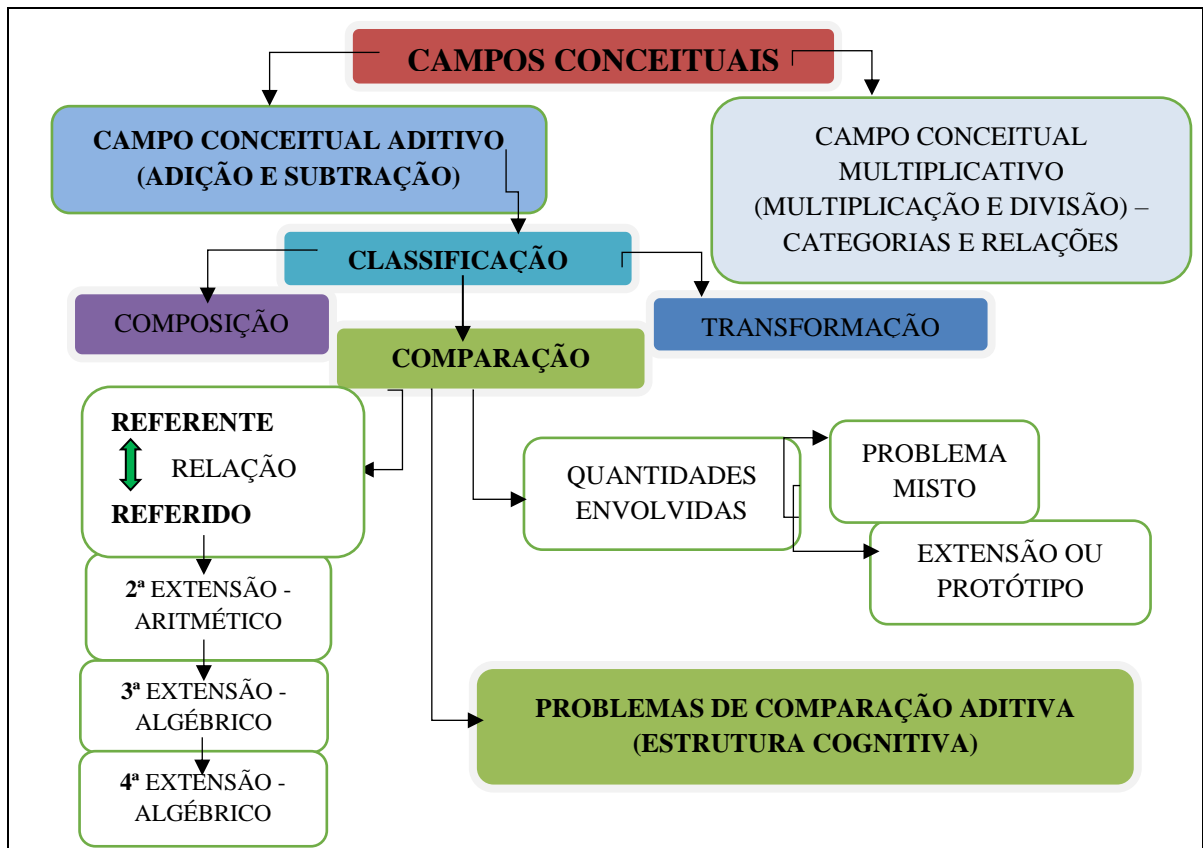 CAMPOS CONCEITUAIS
CAMPO CONCEITUAL ADITIVO
(ADIÇÃO E SUBTRAÇÃO)
CAMPO CONCEITUAL
MULTIPLICATIVO
(MULTIPLICAÇÃO E DIVISÃO) –
CATEGORIAS E RELAÇÕES
CLASSIFICAÇÃO
COMPOSIÇÃO
COMPARAÇÃO
TRANSFORMAÇÃO
REFERENTE
RELAÇÃO
REFERIDO
2ª EXTENSÃO -
ARITMÉTICO
3ª EXTENSÃO -
ALGÉBRICO
4ª EXTENSÃO -
ALGÉBRICO
QUANTIDADES
ENVOLVIDAS
PROBLEMA
MISTO
EXTENSÃO OU
PROTÓTIPO
PROBLEMAS DE COMPARAÇÃO ADITIVA
(ESTRUTURA COGNITIVA)